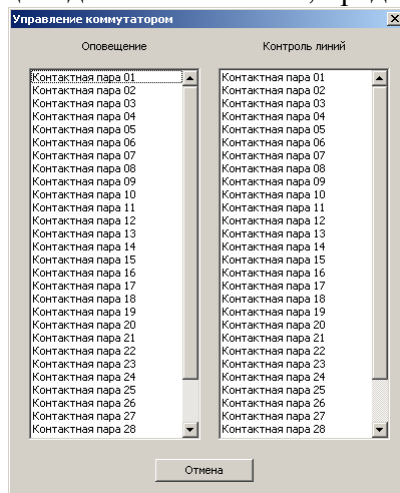 Управление коммутатором
Оповещение
Контроль линий
Контактная пара 01
Контактная пара 02
Контактная пара 03
Контактная пара 04
Контактная пара 05
Контактная пара 06
Контактная пара 07
Контактная пара 08
Контактная пара 09
Контактная пара 10
Контактная пара 11
Контактная пара 12
Контактная пара 13
Контактная пара 14
Контактная пара 15
Контактная пара 16
Контактная пара 17
Контактная пара 18
Контактная пара 19
Контактная пара 20
Контактная пара 21
Контактная пара 22
Контактная пара 23
Контактная пара 24
Контактная пара 25
Контактная пара 26
Контактная пара 27
Контактная пара 28
Контактная пара 01
Контактная пара 02
Контактная пара 03
Контактная пара 04
Контактная пара 05
Контактная пара 06
Контактная пара 07
Контактная пара 08
Контактная пара 09
Контактная пара 10
Контактная пара 11
Контактная пара 12
Контактная пара 13
Контактная пара 14
Контактная пара 15
Контактная пара 16
Контактная пара 17
Контактная пара 18
Контактная пара 19
Контактная пара 20
Контактная пара 21
Контактная пара 22
Контактная пара 23
Контактная пара 24
Контактная пара 25
Контактная пара 26
Контактная пара 27
Контактная пара 28
Отмена